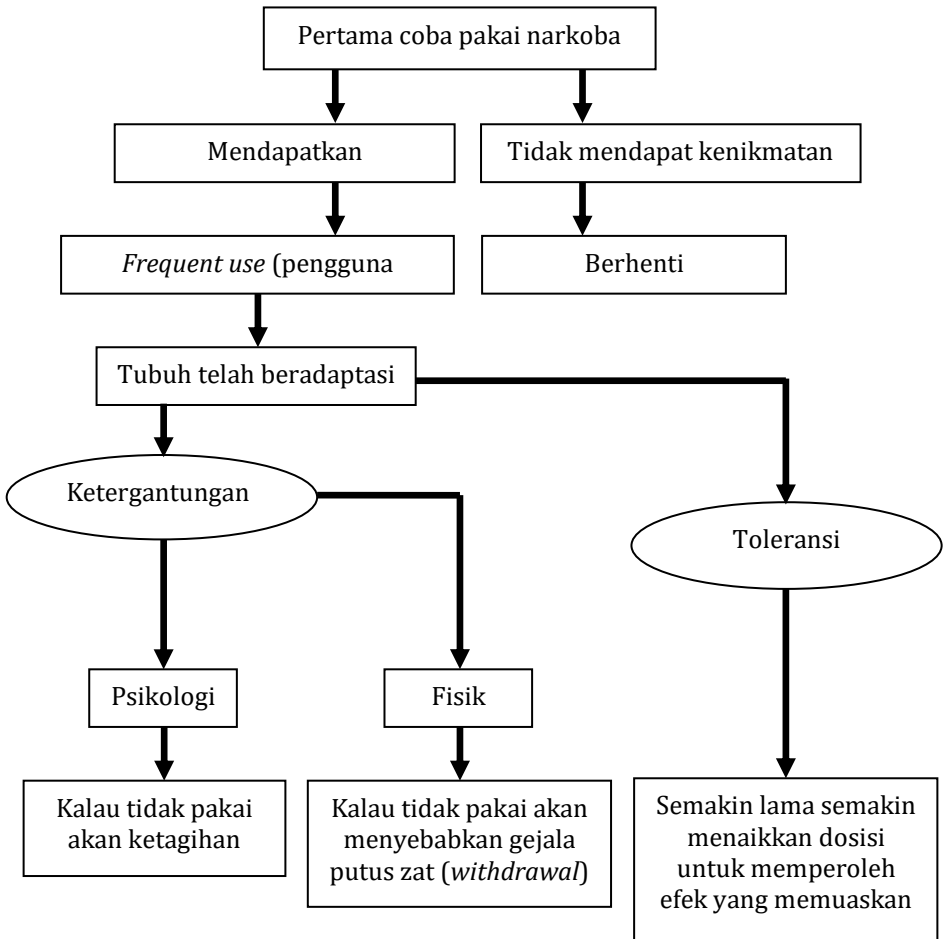 Pertama coba pakai narkoba
Mendapatkan
Tidak mendapat kenikmatan
Frequent use (pengguna
Berhenti
Tubuh telah beradaptasi
Ketergantungan
Toleransi
Psikologi
Fisik
Kalau tidak pakai
akan ketagihan
Kalau tidak pakai akan
menyebabkan gejala
putus zat (withdrawal)
Semakin lama semakin
menaikkan dosisi
untuk memperoleh
efek yang memuaskan